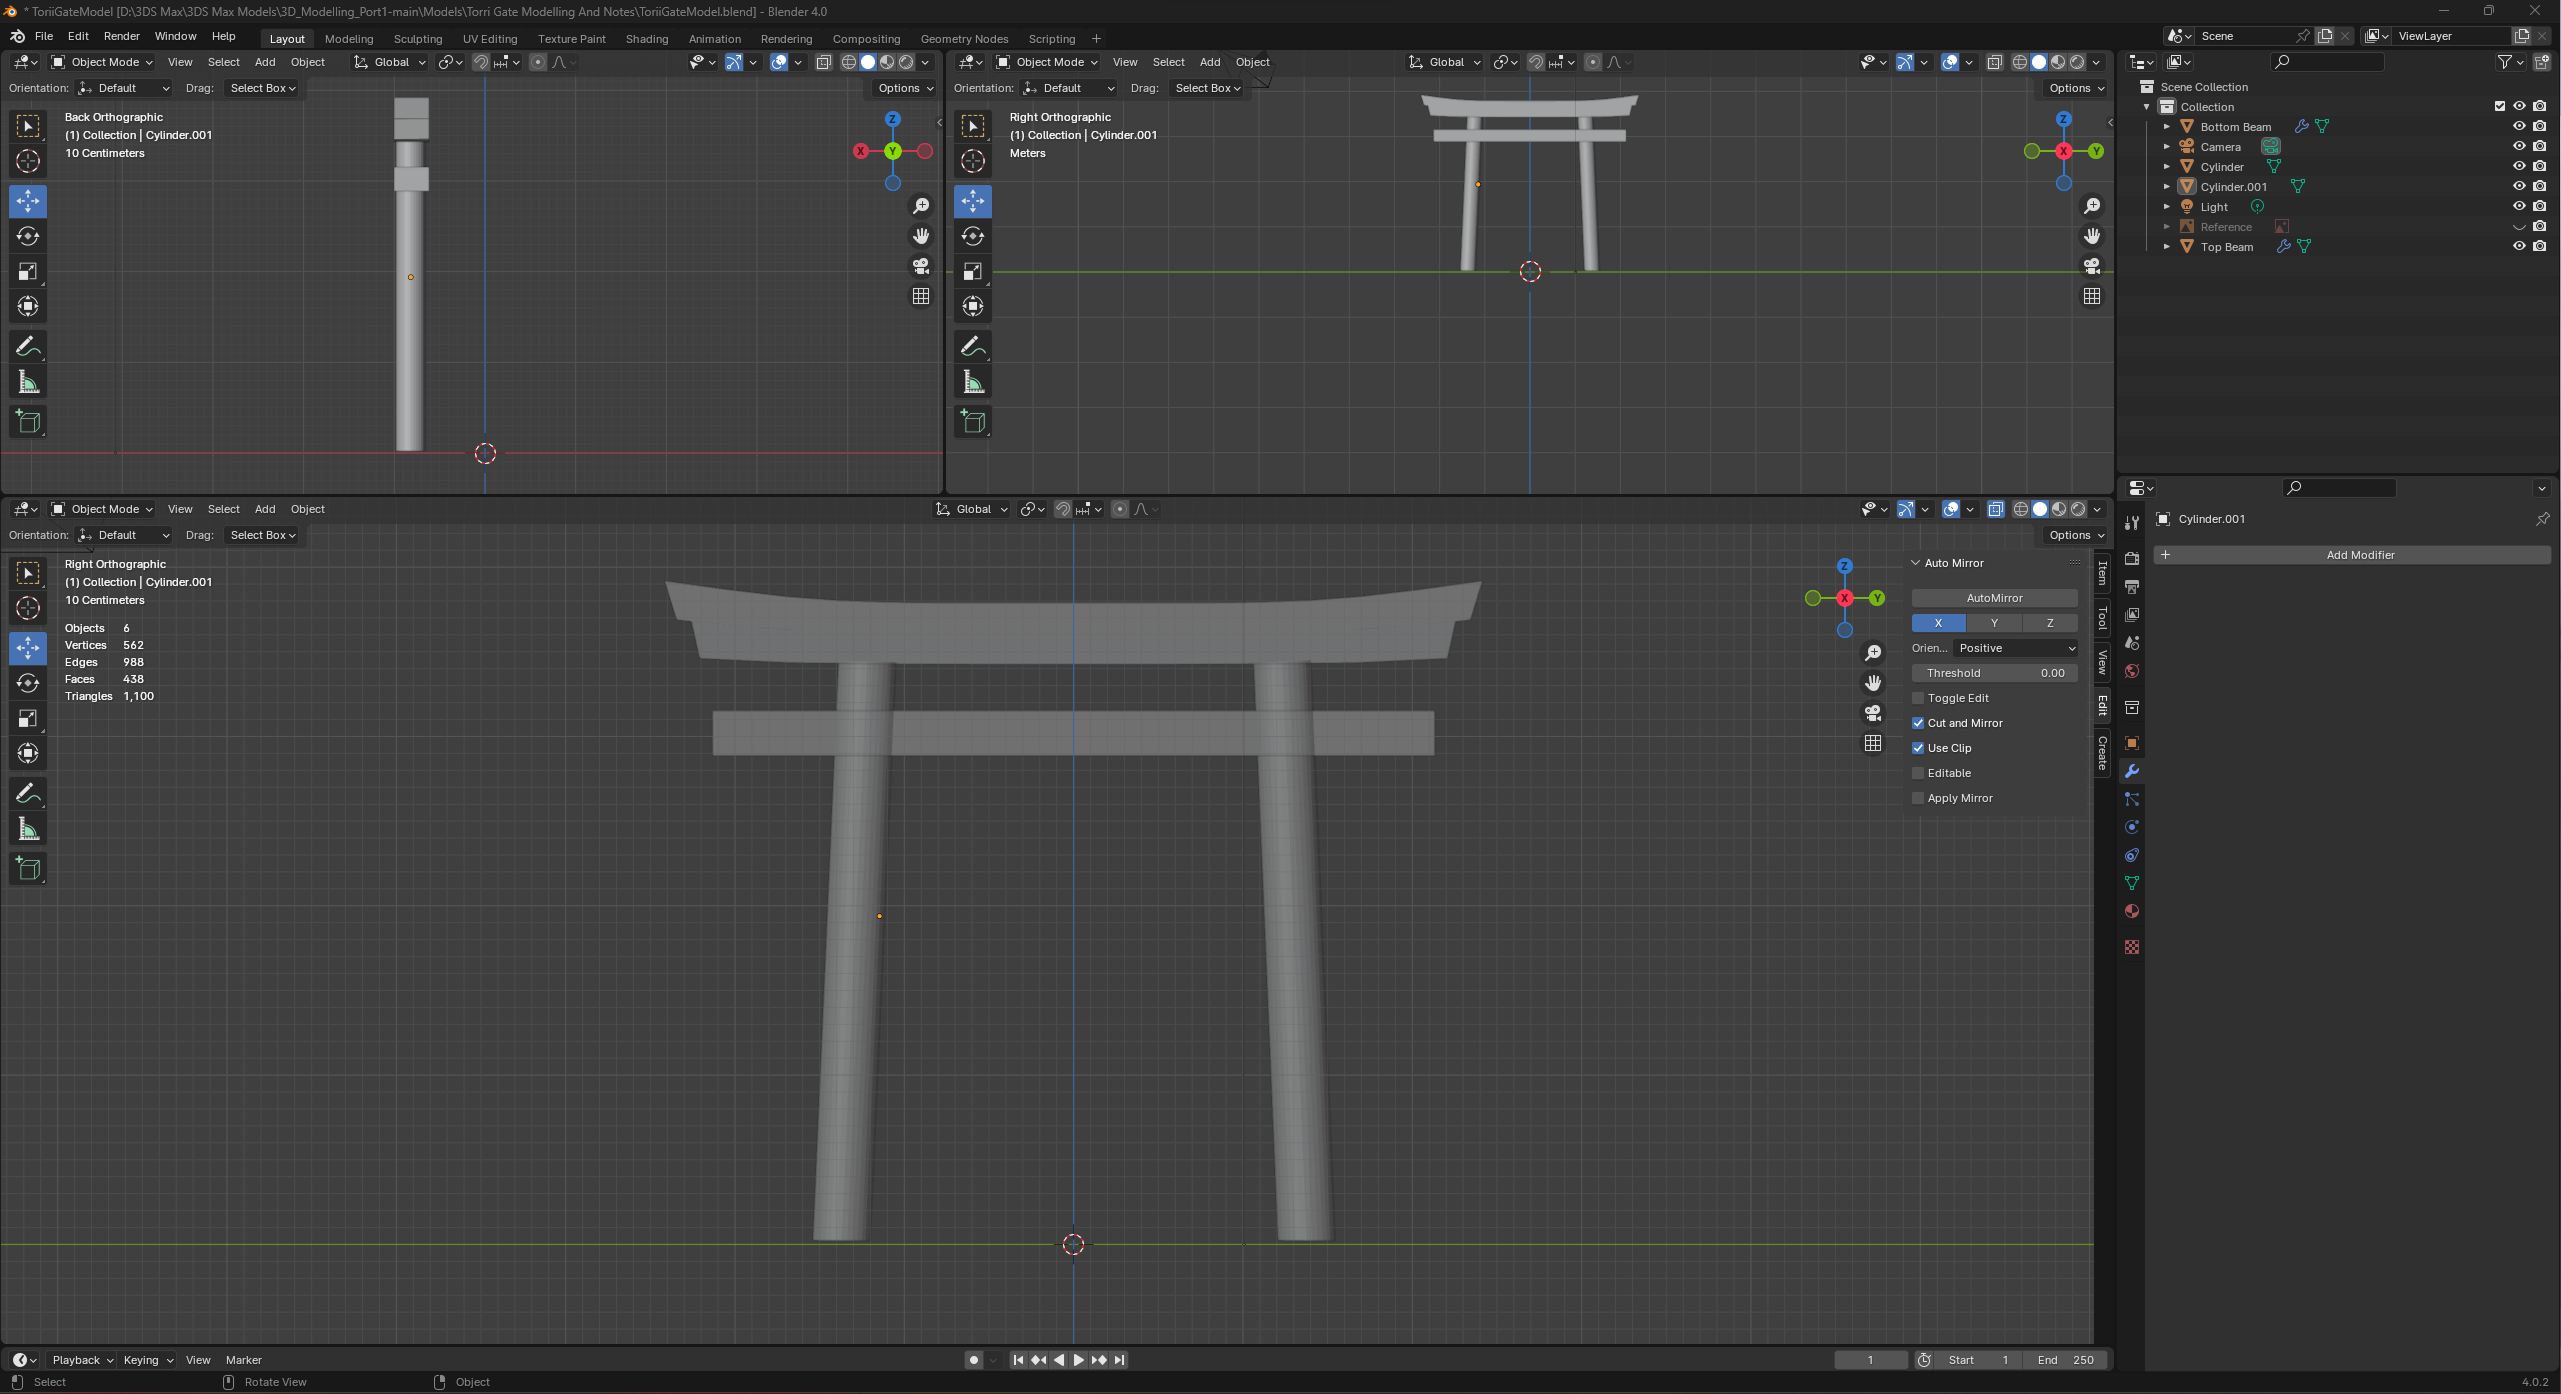 * ToriiGateModel [D:\3DS Max\3DS Max Models\3D_Modelling_Port1-main\Models\Torri Gate Modelling And Notes\ToriiGateModel.blend] - Blender 4.0
File Edit Render Window Help Layout Modeling Sculpting UV Editing Texture Paint Shading Animation Rendering Compositing Geometry Nodes Scripting + Scene ViewLayer
Object Mode View Select Add Object Global
Orientation: Default Drag: Select Box Options
Back Orthographic
(1) Collection | Cylinder.001
10 Centimeters
Z
X Y
Object Mode View Select Add Object Global
Orientation: Default Drag: Select Box Options
Right Orthographic
(1) Collection | Cylinder.001
Meters
Z
X Y
Scene Collection
Collection
Bottom Beam
Camera
Cylinder
Cylinder.001
Light
Reference
Top Beam
Object Mode View Select Add Object Global
Orientation: Default Drag: Select Box Options
Right Orthographic
(1) Collection | Cylinder.001
10 Centimeters
Objects 6
Vertices 562
Edges 988
Faces 438
Triangles 1,100
Z
X Y
Auto Mirror
AutoMirror
X Y Z
Orien... Positive
Threshold 0.00
Toggle Edit
Cut and Mirror
Use Clip
Editable
Apply Mirror
Item
Tool
View
Edit
Create
Cylinder.001
+ Add Modifier
Playback Keying View Marker 1 Start 1 End 250
Select Rotate View Object 4.0.2